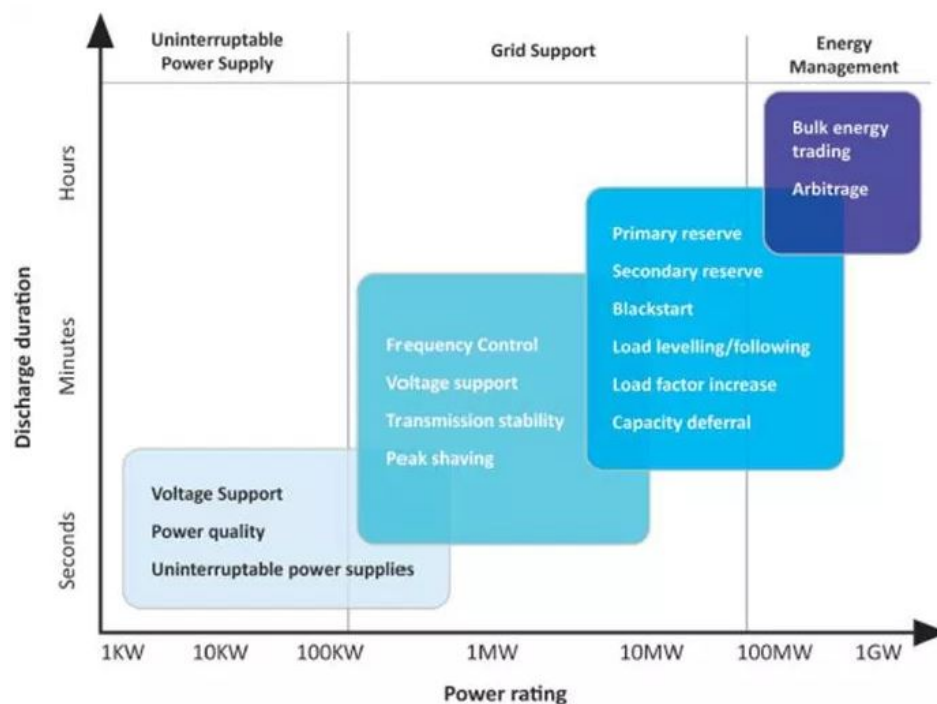 Uninterruptable
Power Supply
Grid Support
Energy
Management
Bulk energy
trading
Arbitrage
Primary reserve
Secondary reserve
Blackstart
Load levelling/following
Load factor increase
Capacity deferral
Frequency Control
Voltage support
Transmission stability
Peak shaving
Voltage Support
Power quality
Uninterruptable power supplies
Discharge duration
Hours
Minutes
Seconds
1KW 10KW 100KW 1MW 10MW 100MW 1GW
Power rating